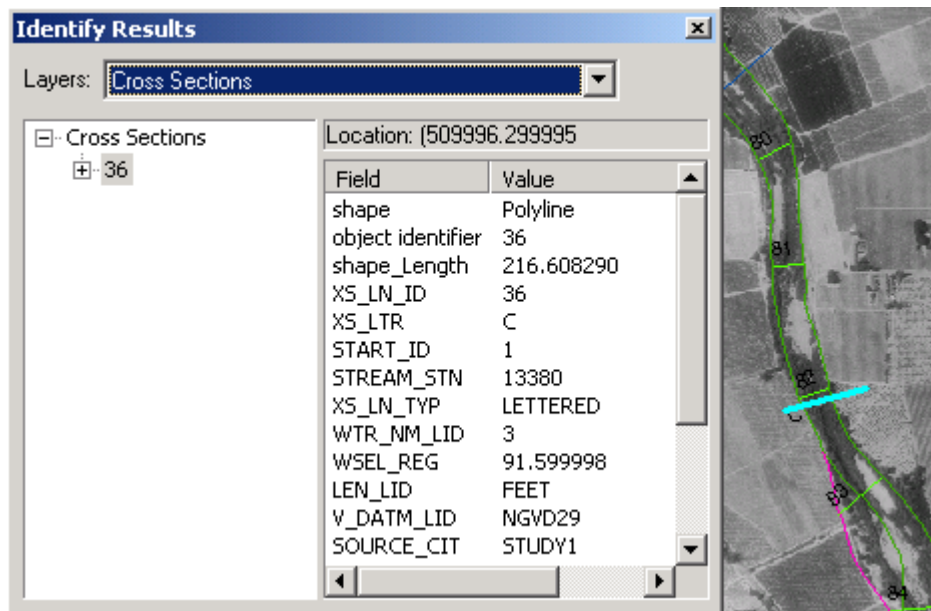 Identify Results
Layers: Cross Sections
Cross Sections
36
Location: (509996.299995
Field Value
shape Polyline
object identifier 36
shape_Length 216.608290
XS_LN_ID 36
XS_LTR C
START_ID 1
STREAM_STN 13380
XS_LN_TYP LETTERED
WTR_NM_LID 3
WSEL_REG 91.599998
LEN_LID FEET
V_DATM_LID NGVD29
SOURCE_CIT STUDY1
80
81
82
C
83
84